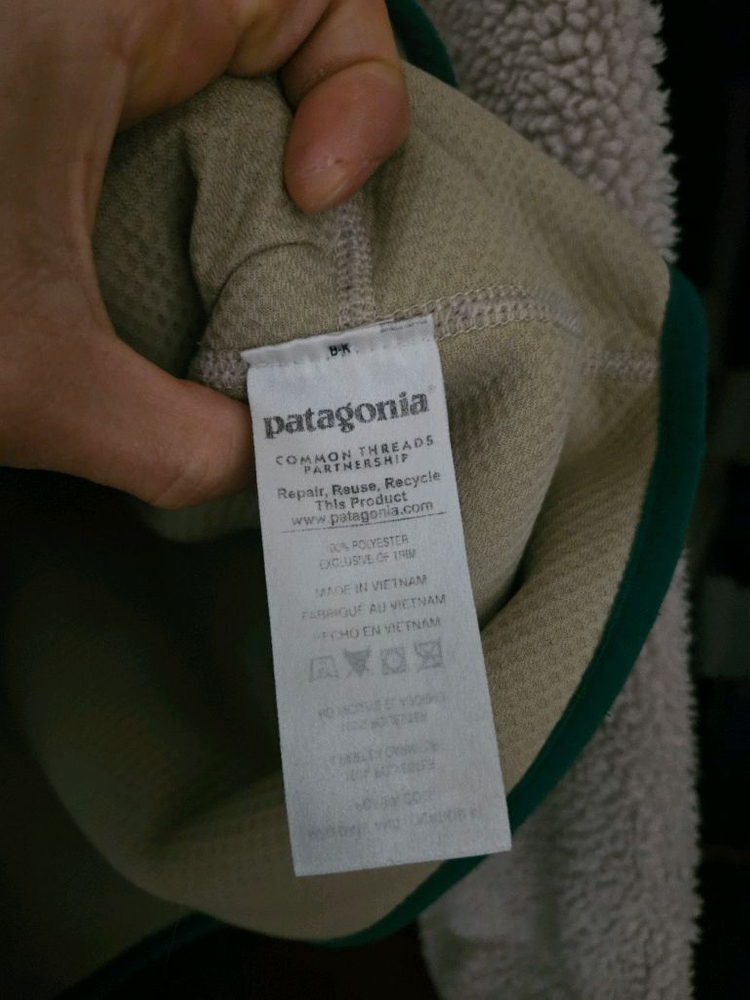 B-K
patagonia®
COMMON THREADS
PARTNERSHIP
Repair, Reuse, Recycle
This Product
www.patagonia.com
100% POLYESTER
EXCLUSIVE OF TRIM
MADE IN VIETNAM
FABRIQUÉ AU VIETNAM
HECHO EN VIETNAM